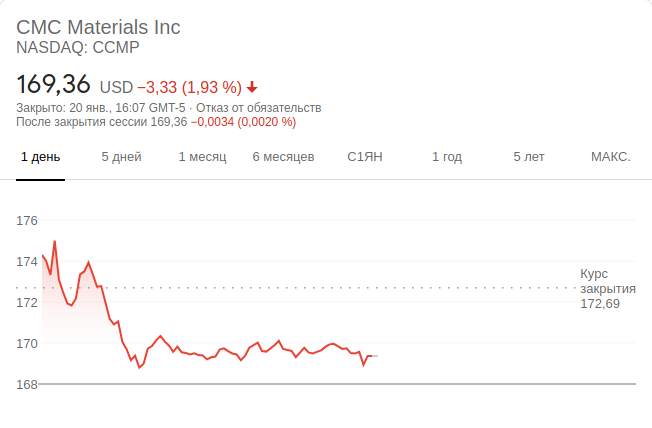 CMC Materials Inc
NASDAQ: CCMP
169,36 USD −3,33 (1,93 %)
Закрыто: 20 янв., 16:07 GMT-5 · Отказ от обязательств
После закрытия сессии 169,36 −0,0034 (0,0020 %)
1 день 5 дней 1 месяц 6 месяцев С1ЯН 1 год 5 лет МАКС.
176
174
Курс
закрытия
172,69
172
170
168